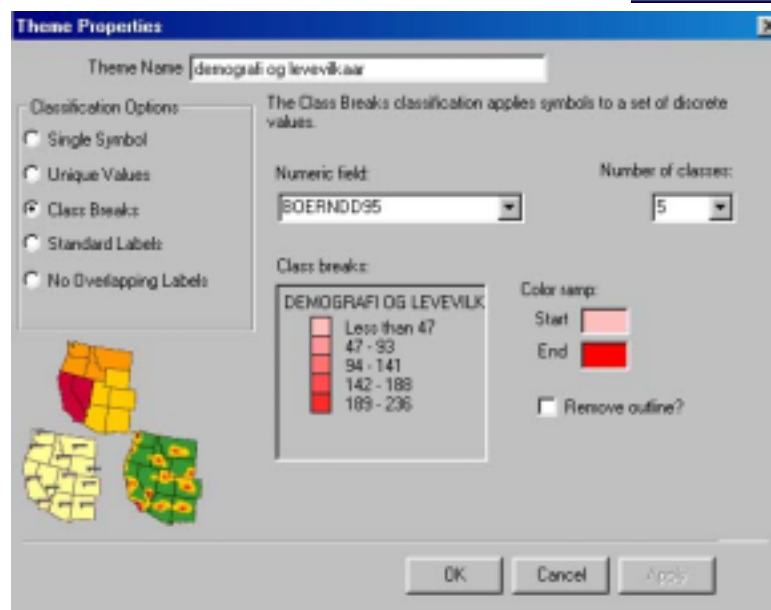 Theme Properties
Theme Name demografi og levevilkaar
Classification Options
Single Symbol
Unique Values
Class Breaks
Standard Labels
No Overlapping Labels
The Class Breaks classification applies symbols to a set of discrete
values.
Numeric field:
BOERNDD95
Number of classes:
5
Class breaks:
DEMOGRAFI OG LEVEVILK
Less than 47
47 - 93
94 - 141
142 - 188
189 - 236
Color ramp:
Start
End
Remove outline?
OK
Cancel
Apply